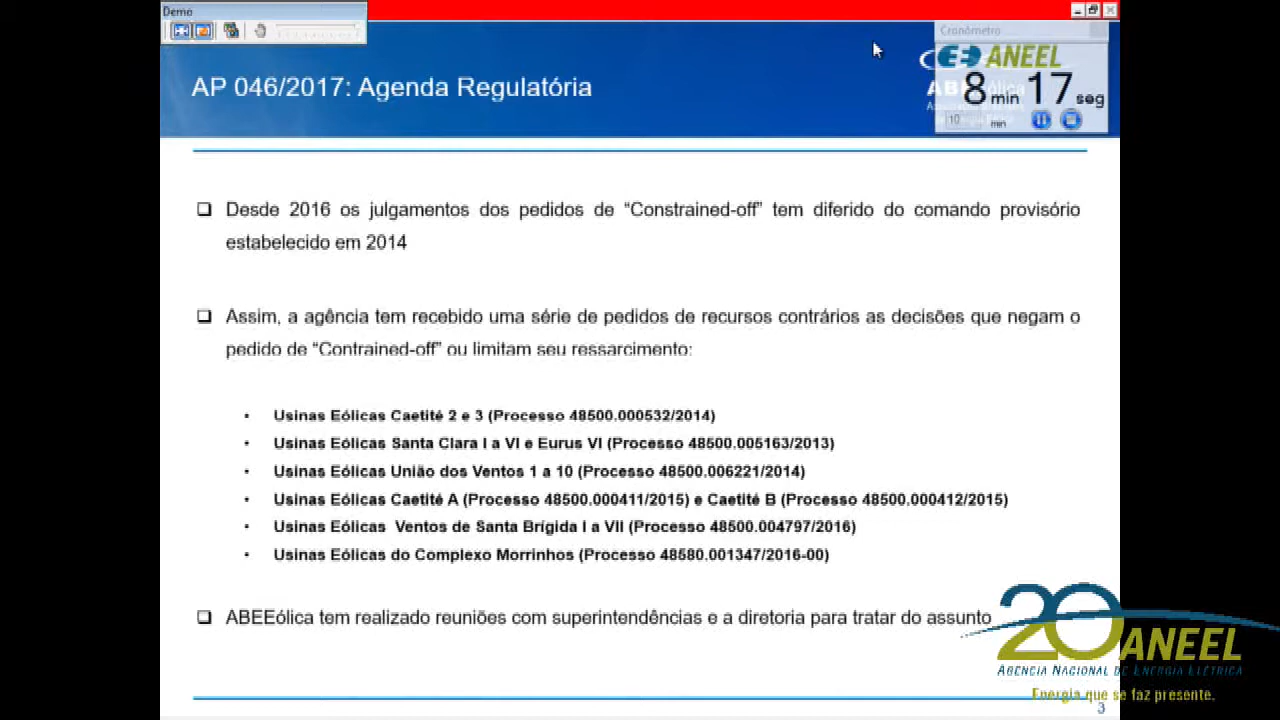 Demo
Cronômetro
ANEEL
8 min 17 seg
10 min
AP 046/2017: Agenda Regulatória
Desde 2016 os julgamentos dos pedidos de “Constrained-off” tem diferido do comando provisório
estabelecido em 2014
Assim, a agência tem recebido uma série de pedidos de recursos contrários as decisões que negam o
pedido de “Contrained-off” ou limitam seu ressarcimento:
• Usinas Eólicas Caetité 2 e 3 (Processo 48500.000532/2014)
• Usinas Eólicas Santa Clara I a VI e Eurus VI (Processo 48500.005163/2013)
• Usinas Eólicas União dos Ventos 1 a 10 (Processo 48500.006221/2014)
• Usinas Eólicas Caetité A (Processo 48500.000411/2015) e Caetité B (Processo 48500.000412/2015)
• Usinas Eólicas Ventos de Santa Brígida I a VII (Processo 48500.004797/2016)
• Usinas Eólicas do Complexo Morrinhos (Processo 48580.001347/2016-00)
ABEEólica tem realizado reuniões com superintendências e a diretoria para tratar do assunto
20 ANEEL
AGÊNCIA NACIONAL DE ENERGIA ELÉTRICA
Energia que se faz presente.
3